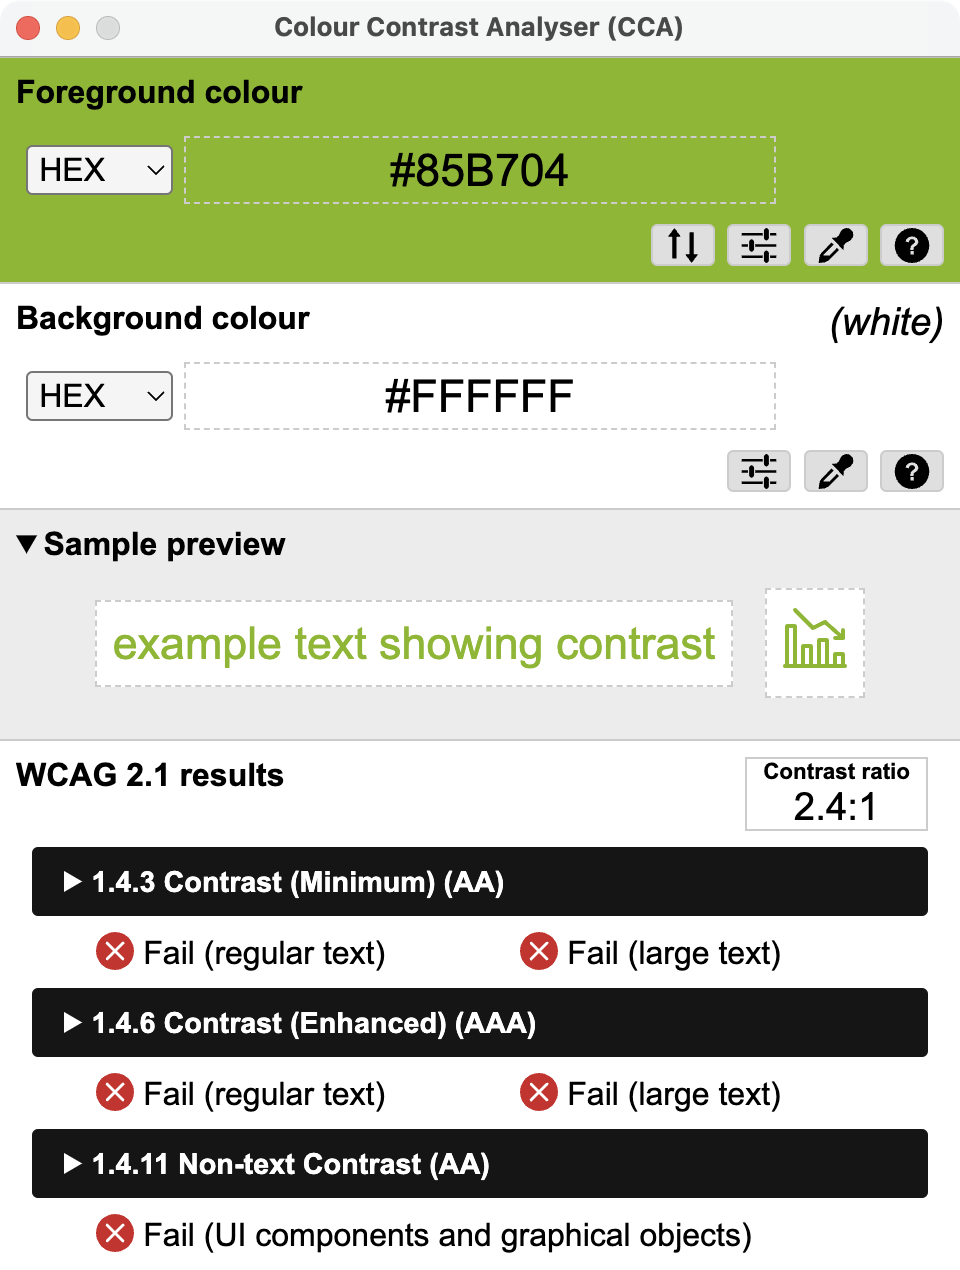 Colour Contrast Analyser (CCA)
Foreground colour
HEX
#85B704
?
Background colour
(white)
HEX
#FFFFFF
?
Sample preview
example text showing contrast
WCAG 2.1 results
Contrast ratio
2.4:1
1.4.3 Contrast (Minimum) (AA)
Fail (regular text)
Fail (large text)
1.4.6 Contrast (Enhanced) (AAA)
Fail (regular text)
Fail (large text)
1.4.11 Non-text Contrast (AA)
Fail (UI components and graphical objects)